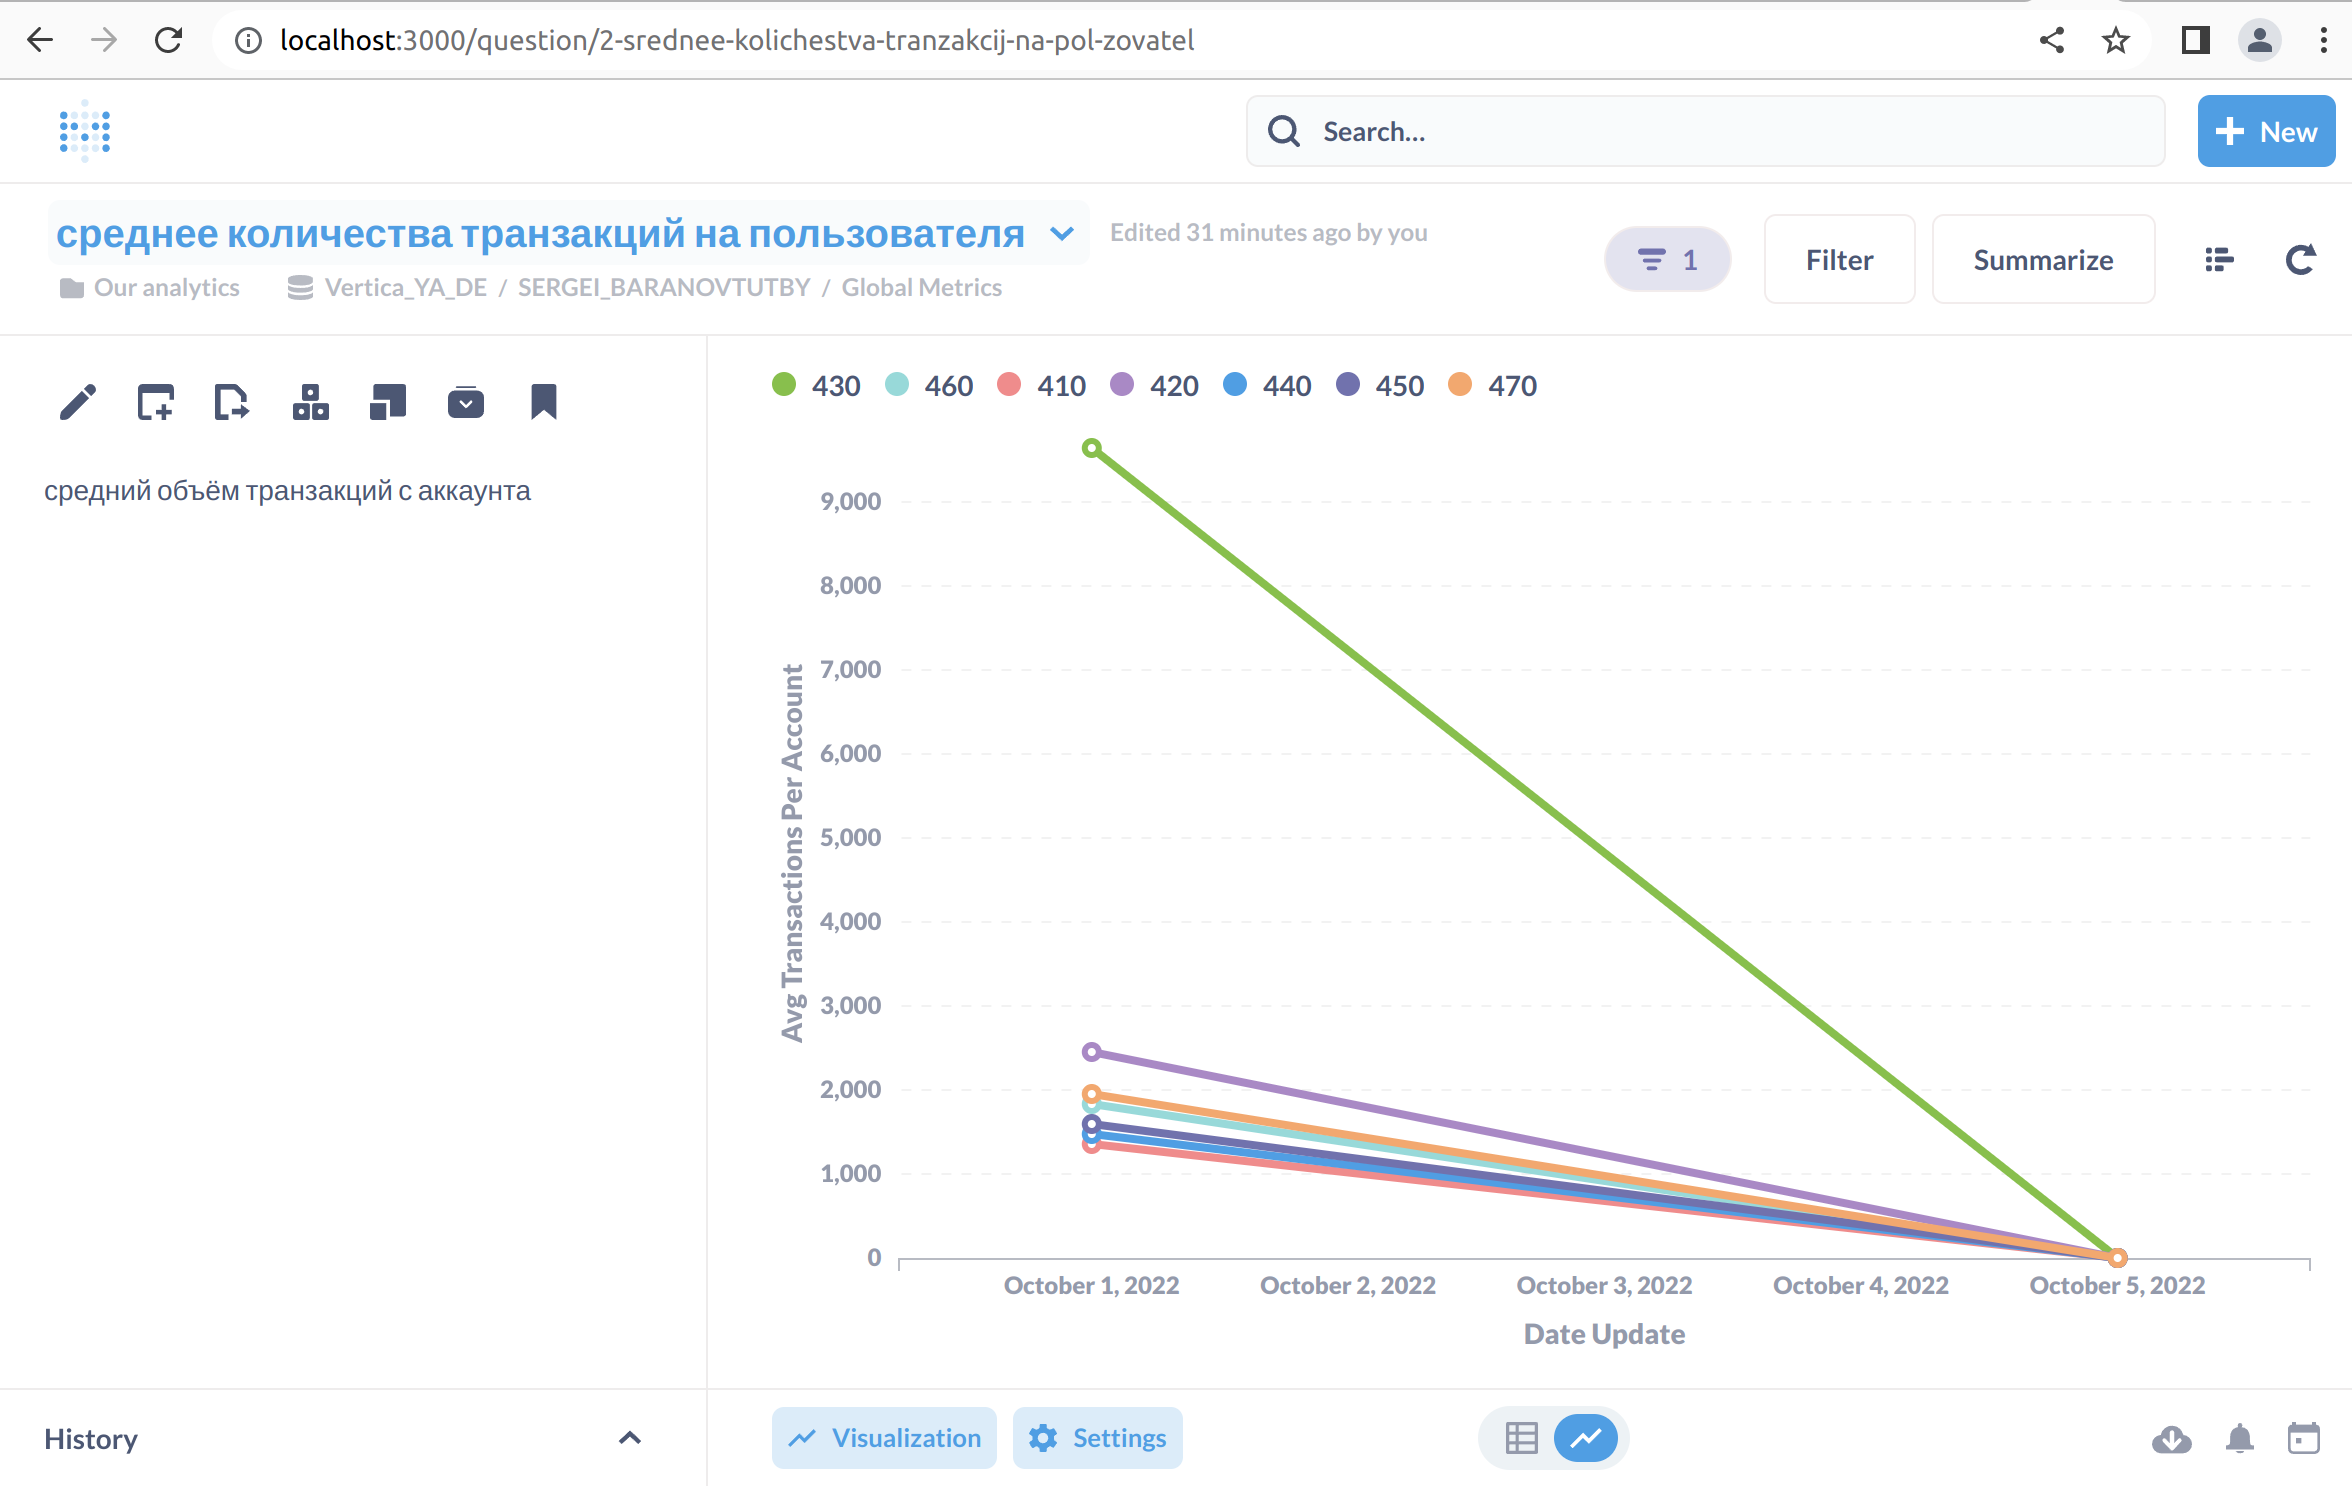 localhost:3000/question/2-srednee-kolichestva-tranzakcij-na-pol-zovatel
Search...
New
среднее количества транзакций на пользователя
Edited 31 minutes ago by you
Our analytics Vertica_YA_DE / SERGEI_BARANOVTUTBY / Global Metrics
1
Filter
Summarize
средний объём транзакций с аккаунта
430 460 410 420 440 450 470
9,000
8,000
7,000
6,000
5,000
4,000
3,000
2,000
1,000
0
Avg Transactions Per Account
October 1, 2022 October 2, 2022 October 3, 2022 October 4, 2022 October 5, 2022
Date Update
History
Visualization
Settings